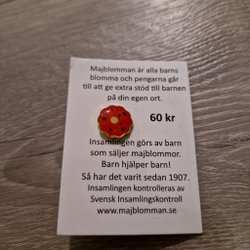 Majblomman är alla barns
blomma och pengarna går
till att ge extra stöd till barnen
på din egen ort.
60 kr
Insamlingen görs av barn
som säljer majblommor.
Barn hjälper barn!
Så har det varit sedan 1907.
Insamlingen kontrolleras av
Svensk Insamlingskontroll
www.majblomman.se